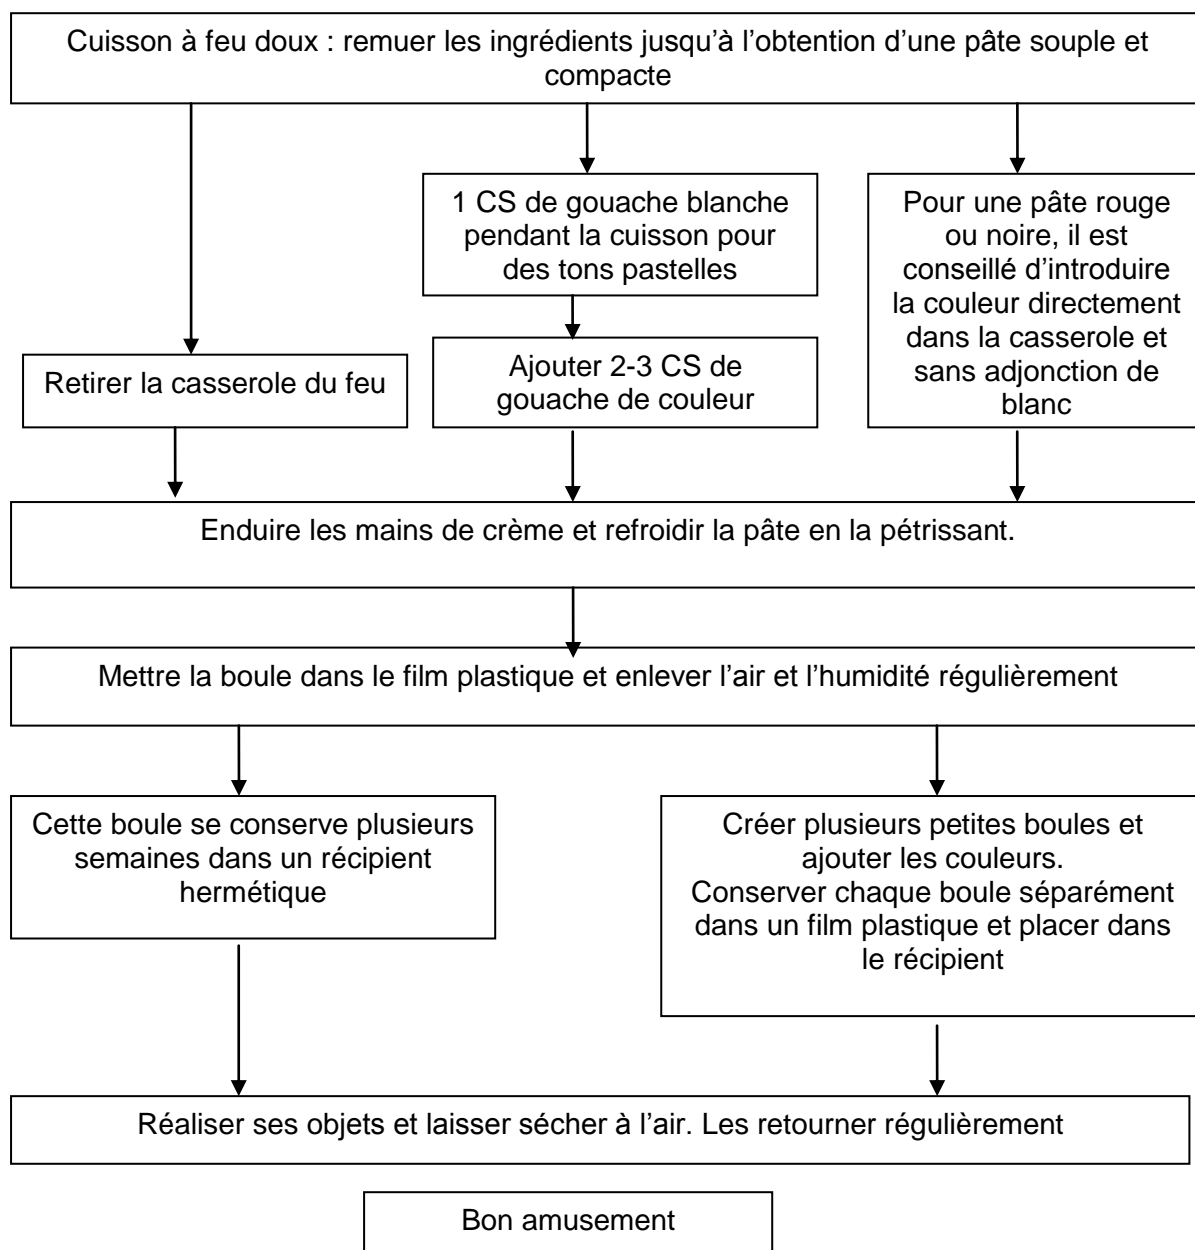 Cuisson à feu doux : remuer les ingrédients jusqu’à l’obtention d’une pâte souple et
compacte
1 CS de gouache blanche
pendant la cuisson pour
des tons pastelles
Pour une pâte rouge
ou noire, il est
conseillé d’introduire
la couleur directement
dans la casserole et
sans adjonction de
blanc
Retirer la casserole du feu
Ajouter 2-3 CS de
gouache de couleur
Enduire les mains de crème et refroidir la pâte en la pétrissant.
Mettre la boule dans le film plastique et enlever l’air et l’humidité régulièrement
Cette boule se conserve plusieurs
semaines dans un récipient
hermétique
Créer plusieurs petites boules et
ajouter les couleurs.
Conserver chaque boule séparément
dans un film plastique et placer dans
le récipient
Réaliser ses objets et laisser sécher à l’air. Les retourner régulièrement
Bon amusement